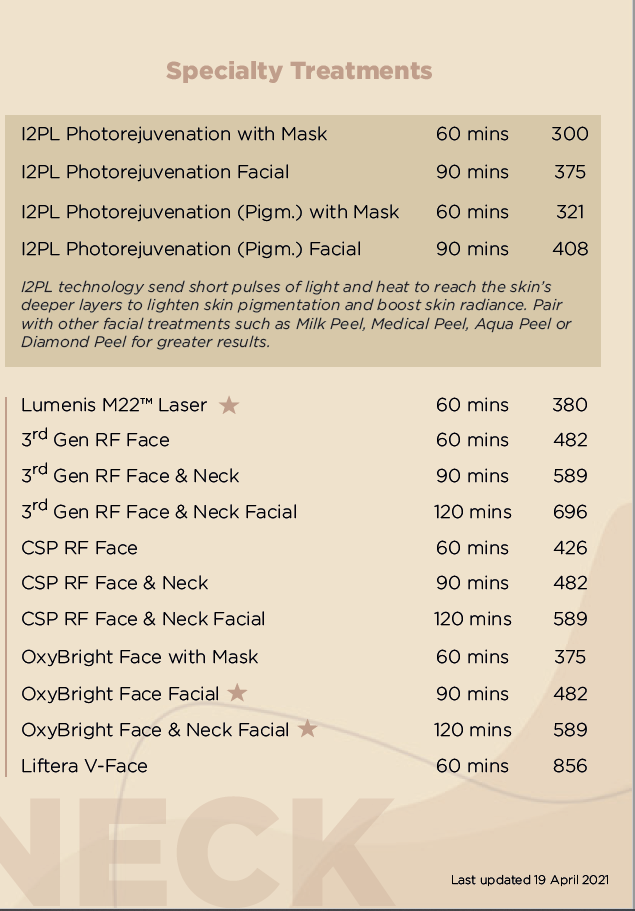 Specialty Treatments
I2PL Photorejuvenation with Mask 60 mins 300
I2PL Photorejuvenation Facial 90 mins 375
I2PL Photorejuvenation (Pigm.) with Mask 60 mins 321
I2PL Photorejuvenation (Pigm.) Facial 90 mins 408
I2PL technology send short pulses of light and heat to reach the skin's
deeper layers to lighten skin pigmentation and boost skin radiance. Pair
with other facial treatments such as Milk Peel, Medical Peel, Aqua Peel or
Diamond Peel for greater results.
Lumenis M22™ Laser ★ 60 mins 380
3rd Gen RF Face 60 mins 482
3rd Gen RF Face & Neck 90 mins 589
3rd Gen RF Face & Neck Facial 120 mins 696
CSP RF Face 60 mins 426
CSP RF Face & Neck 90 mins 482
CSP RF Face & Neck Facial 120 mins 589
OxyBright Face with Mask 60 mins 375
OxyBright Face Facial ★ 90 mins 482
OxyBright Face & Neck Facial ★ 120 mins 589
Liftera V-Face 60 mins 856
NECK
Last updated 19 April 2021